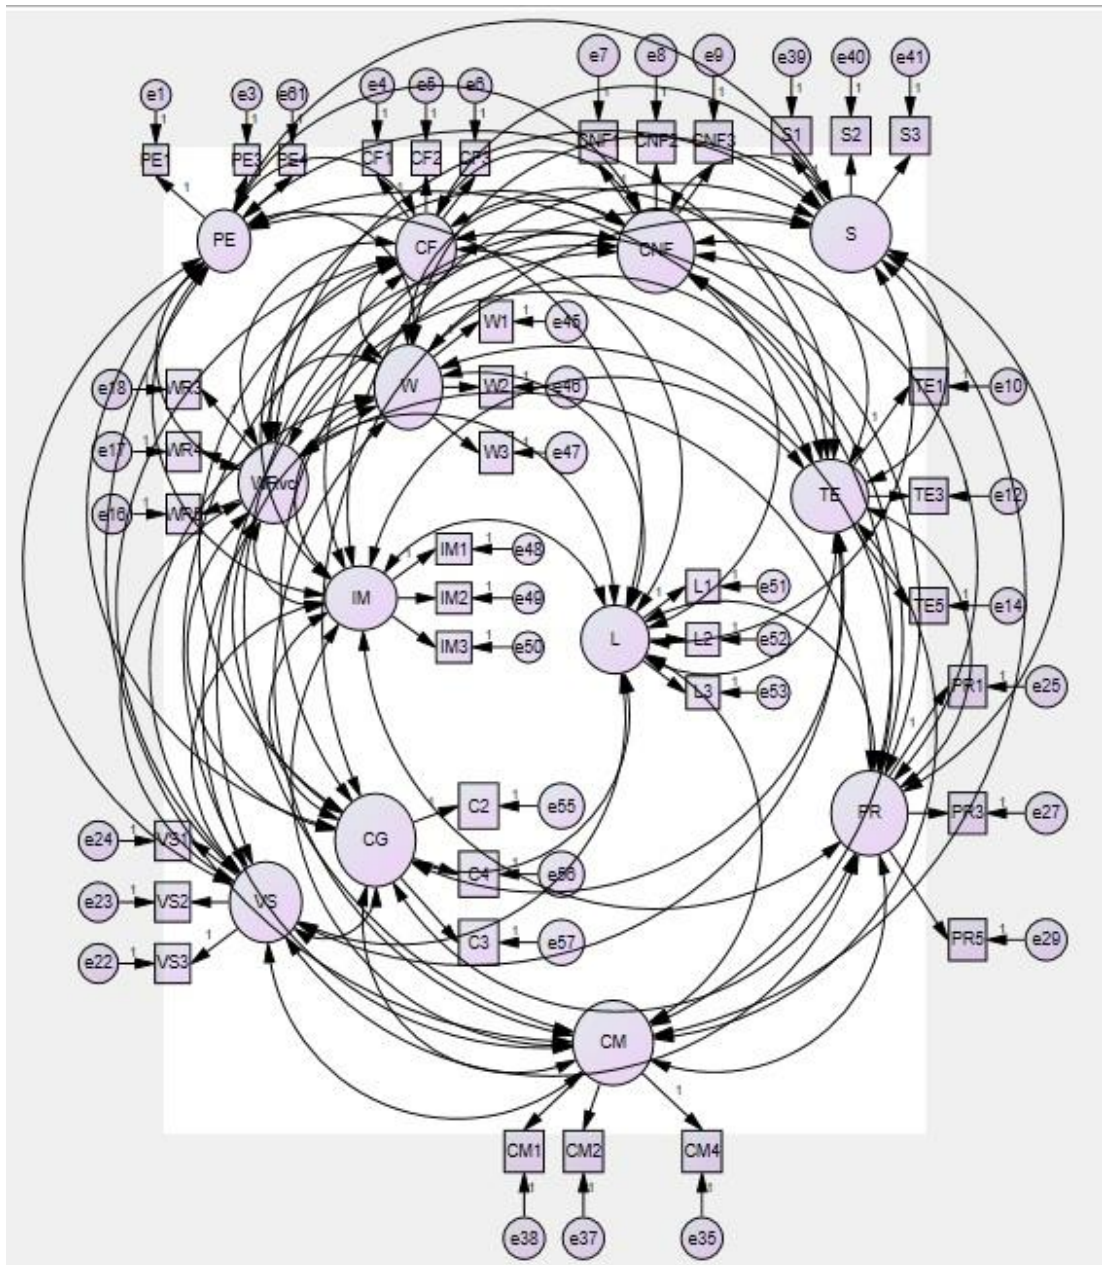 e7 e8 e9 e39 e40 e41
e1 e3 e61 e4 e5 e6
CNF2 CNF3 S1 S2 S3
PE1 PE3 PE4 CF1 CF2 CF3
PE CF CNF S
W1 e45
W W2 e46
W3 e47
e18 WR3
e17 WR4
e16
TE1 e10
TE TE3 e12
TE5 e14
IM1 e48
IM IM2 e49
IM3 e50
L1 e51
L L2 e52
L3 e53
PR1 e25
PR PR3 e27
PR5 e29
C2 e55
CG C4 e56
C3 e57
e24 VS1
e23 VS2 VS
e22 VS3
CM
CM1 CM2 CM4
e38 e37 e35